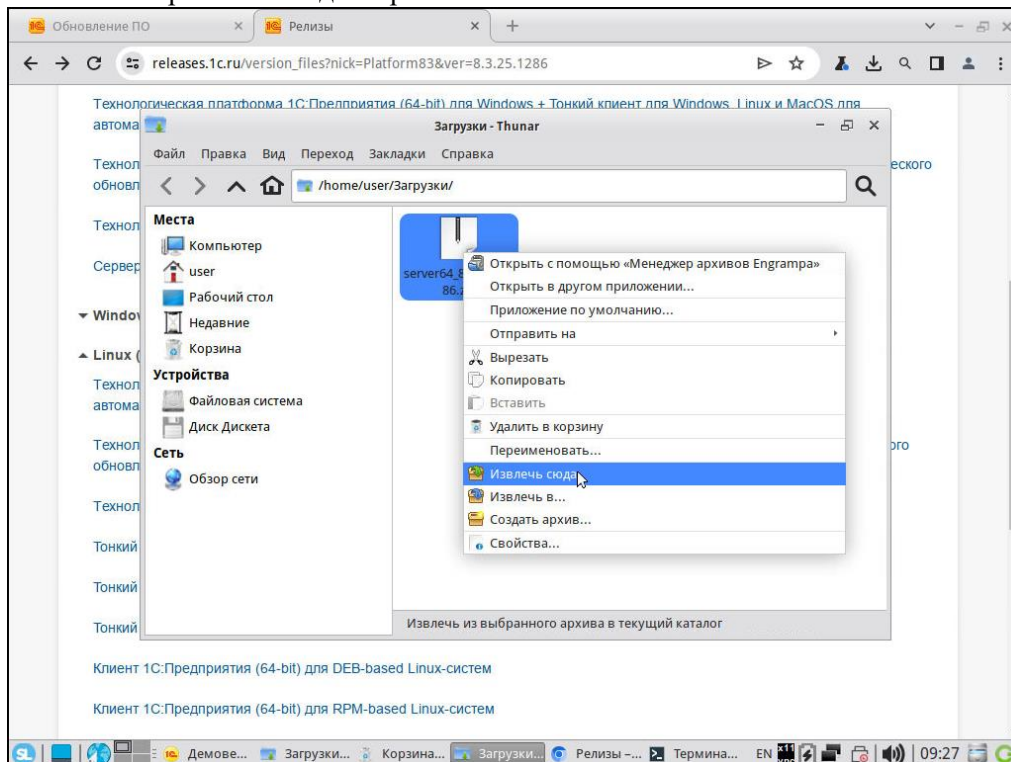 Обновление ПО
Релизы
releases.1c.ru/version_files?nick=Platform83&ver=8.3.25.1286
Технологическая платформа 1С:Предприятия (64-bit) для Windows + Тонкий клиент для Windows, Linux и MacOS для
автома
Загрузки - Thunar
Файл Правка Вид Переход Закладки Справка
Технол
еского
обновл
/home/user/Загрузки/
Места
Компьютер
user
Рабочий стол
Недавние
Корзина
Устройства
Файловая система
Диск Дискета
Сеть
Обзор сети
server64_8
86.z
Открыть с помощью «Менеджер архивов Engrampa»
Открыть в другом приложении...
Приложение по умолчанию...
Отправить на
Вырезать
Копировать
Вставить
Удалить в корзину
Переименовать...
Извлечь сюда
Извлечь в...
Создать архив...
Свойства...
Извлечь из выбранного архива в текущий каталог
Технол
Сервер
Window
Linux (
Технол
автома
Технол
ого
обновл
Технол
Тонкий
Тонкий
Тонкий
Клиент 1С:Предприятия (64-bit) для DEB-based Linux-систем
Клиент 1С:Предприятия (64-bit) для RPM-based Linux-систем
Демове... Загрузки... Корзина... Загрузки... Релизы –... Термина... EN 09:27